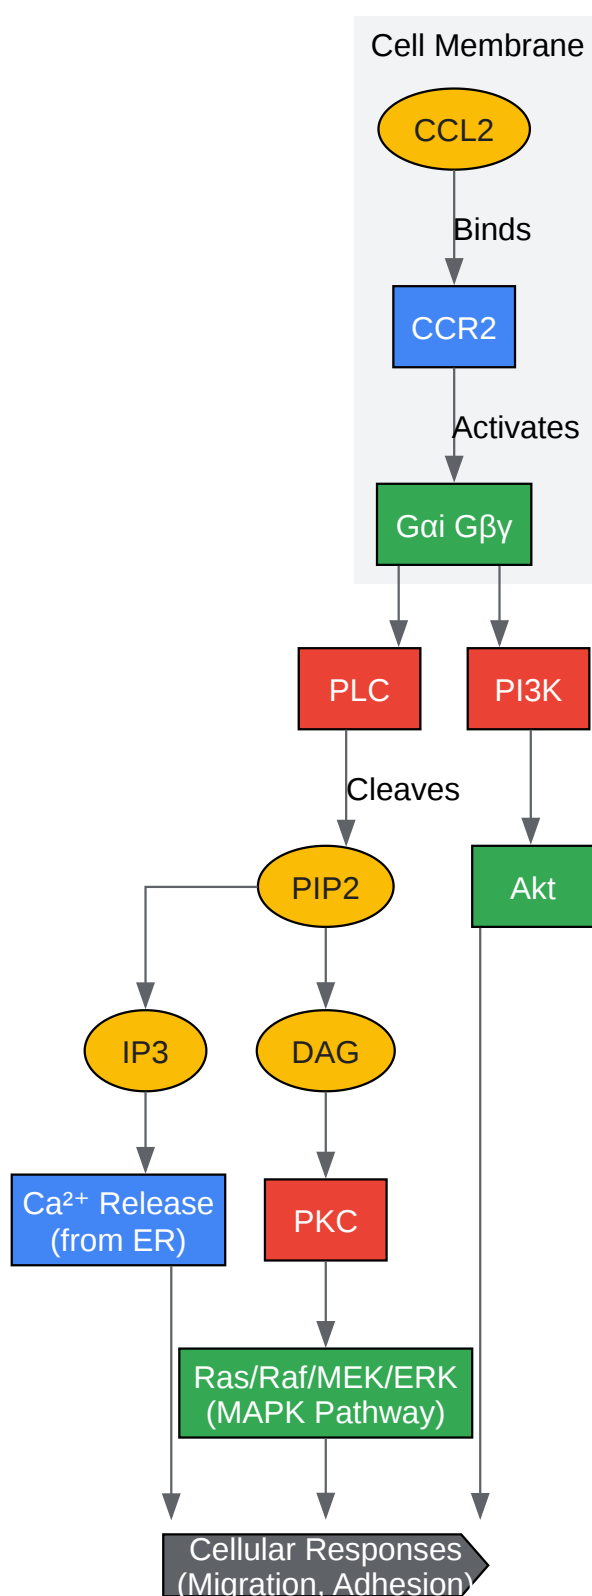 Cell Membrane
CCL2
Binds
CCR2
Activates
Gαi Gβγ
PLC
PI3K
Cleaves
PIP2
Akt
IP3
DAG
Ca²⁺ Release
(from ER)
PKC
Ras/Raf/MEK/ERK
(MAPK Pathway)
Cellular Responses
(Migration, Adhesion)